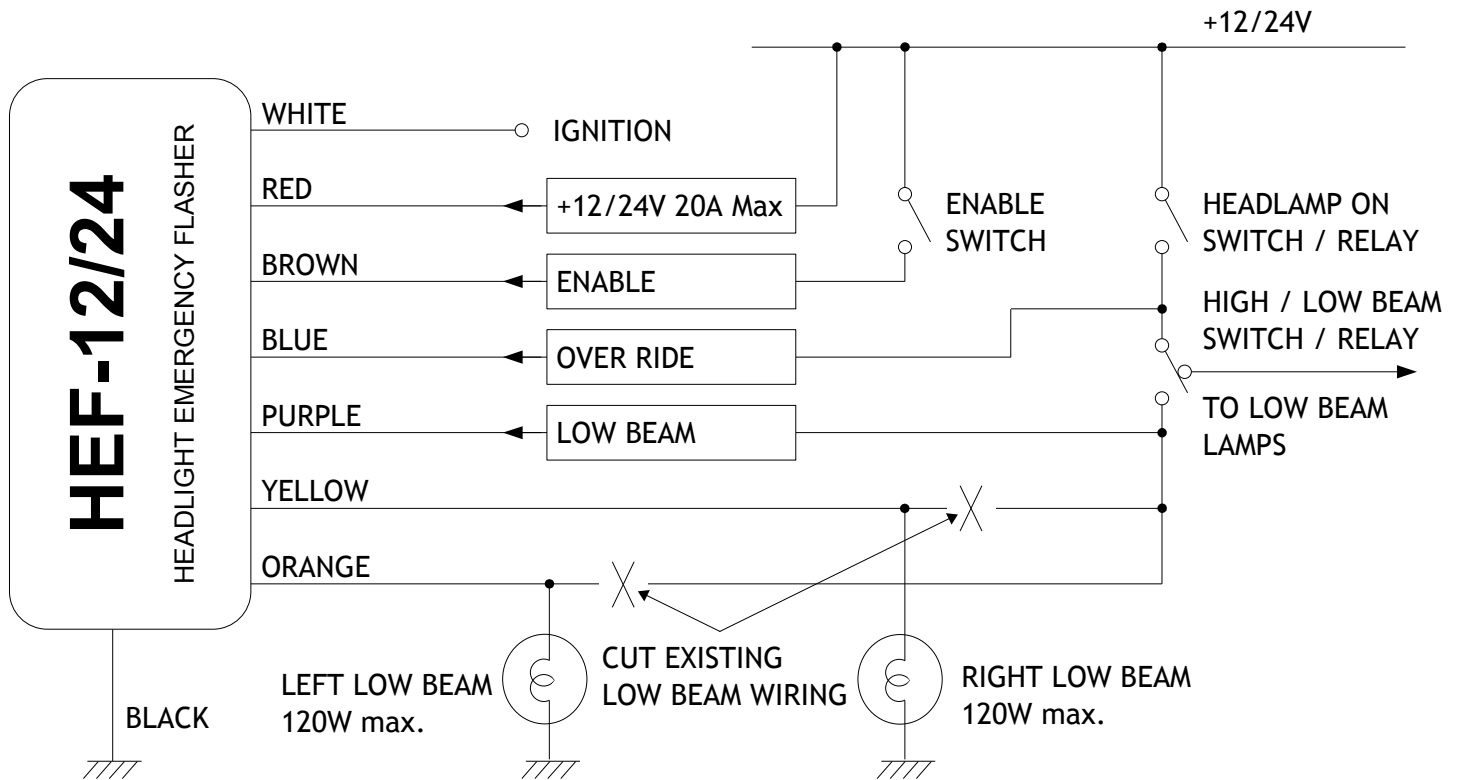 +12/24V
HEF-12/24
HEADLIGHT EMERGENCY FLASHER
WHITE
IGNITION
RED
+12/24V 20A Max
ENABLE
SWITCH
HEADLAMP ON
SWITCH / RELAY
BROWN
ENABLE
HIGH / LOW BEAM
SWITCH / RELAY
BLUE
OVER RIDE
PURPLE
LOW BEAM
TO LOW BEAM
LAMPS
YELLOW
ORANGE
CUT EXISTING
LOW BEAM WIRING
LEFT LOW BEAM
120W max.
RIGHT LOW BEAM
120W max.
BLACK